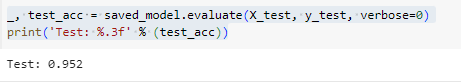 _, test_acc = saved_model.evaluate(X_test, y_test, verbose=0)
print('Test: %.3f' % (test_acc))
Test: 0.952